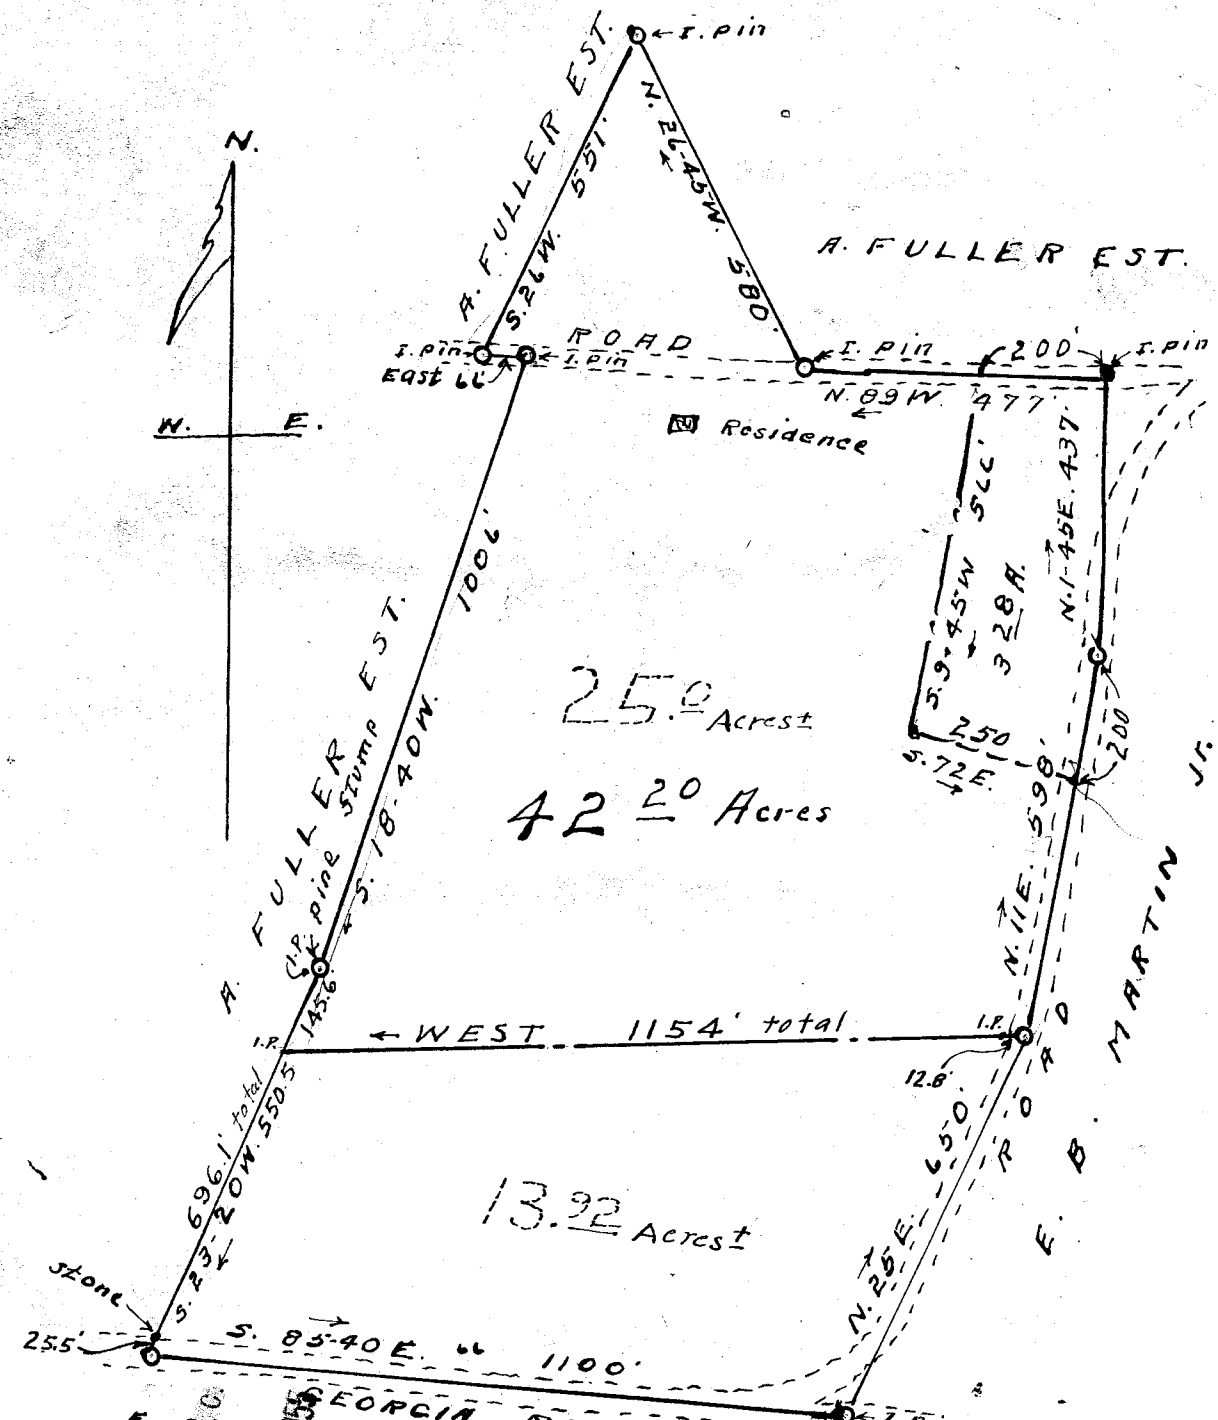 I. pin
A. FULLER EST.
S. 26 W. 551'
N. 26-45 W. 580'
N.
W. E.
A. FULLER EST.
ROAD
I. pin
I. pin
East 66'
I. pin
200'
I. pin
N. 89 W. 477'
Residence
N. 1-45 E. 437'
S. 9-45 W 566'
3 28 A.
250
S. 72 E.
200'
1006'
S. 18-40 W.
A. FULLER EST.
I.P.
pine stump
25.0 Acres±
42 20 Acres
N. 11 E. 598'
E. B. MARTIN Jr.
ROAD
145.6'
I.P.
WEST 1154' total
I.P.
12.8'
696.1' total
S. 23-20 W. 550.5
13.92 Acres±
N. 25 E. 650'
stone
25.5'
S. 85-40 E. 1100'
GEORGIA